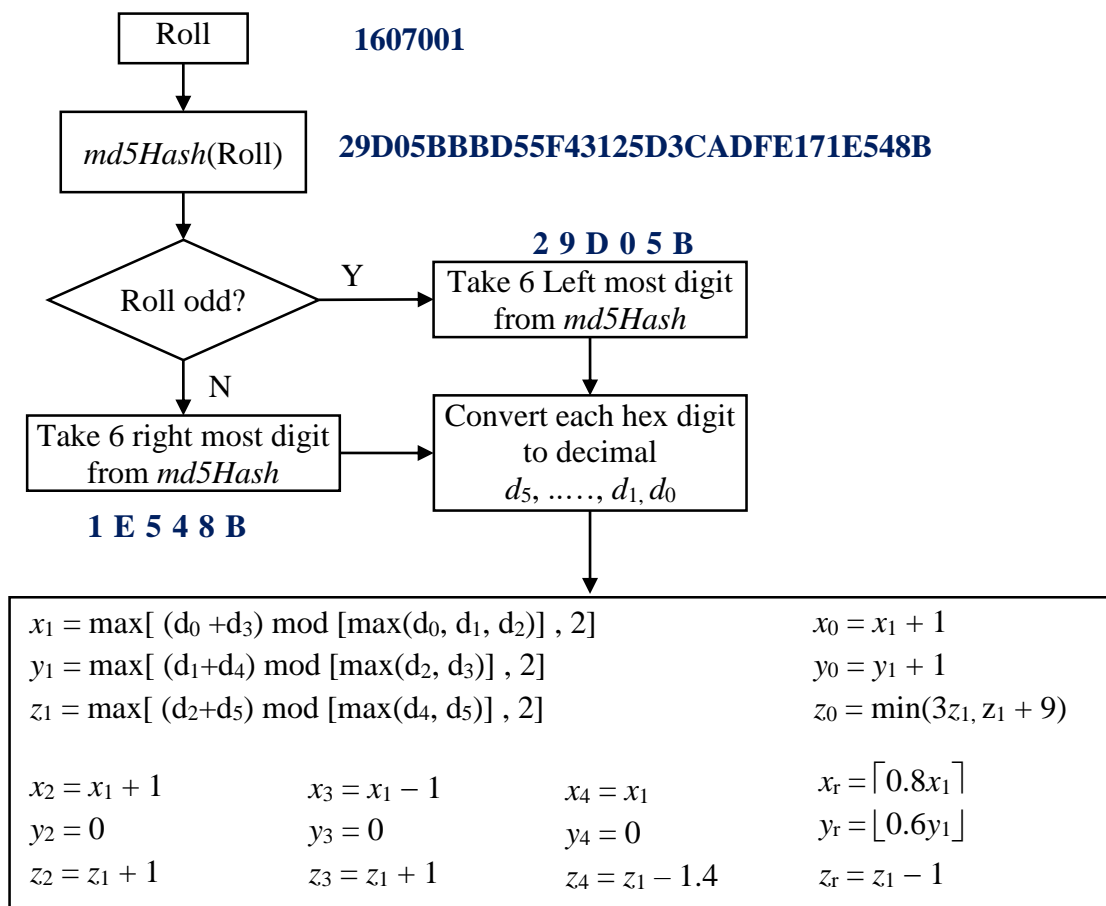 Roll
1607001
md5Hash(Roll)
29D05BBBD55F43125D3CADFE171E548B
2 9 D 0 5 B
Roll odd?
Y
Take 6 Left most digit
from md5Hash
N
Take 6 right most digit
from md5Hash
1 E 5 4 8 B
Convert each hex digit
to decimal
d₅, ..…, d₁, d₀
x₁ = max[ (d₀ +d₃) mod [max(d₀, d₁, d₂)] , 2] x₀ = x₁ + 1
y₁ = max[ (d₁+d₄) mod [max(d₂, d₃)] , 2] y₀ = y₁ + 1
z₁ = max[ (d₂+d₅) mod [max(d₄, d₅)] , 2] z₀ = min(3z₁, z₁ + 9)
x₂ = x₁ + 1 x₃ = x₁ − 1 x₄ = x₁ xᵣ = ⌈0.8x₁⌉
y₂ = 0 y₃ = 0 y₄ = 0 yᵣ = ⌊0.6y₁⌋
z₂ = z₁ + 1 z₃ = z₁ + 1 z₄ = z₁ − 1.4 zᵣ = z₁ − 1